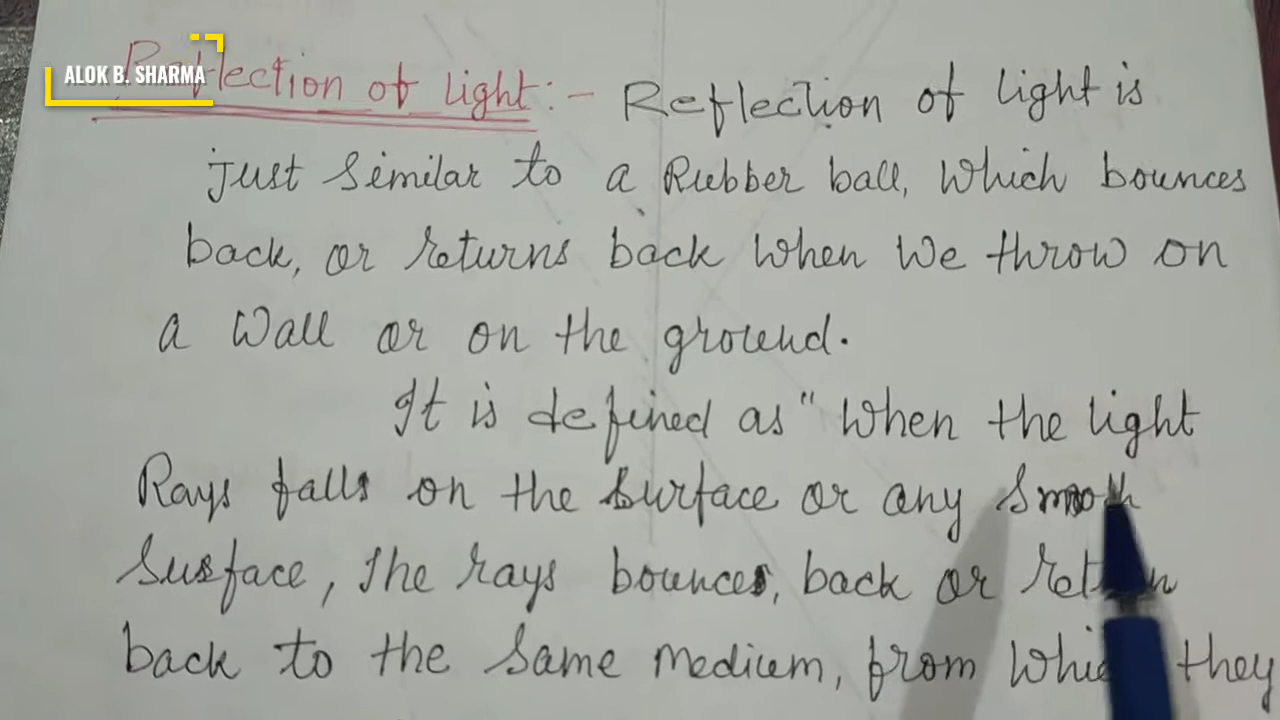 ALOK B. SHARMA
Reflection of light:- Reflection of light is
just similar to a Rubber ball, which bounces
back, or returns back when we throw on
a wall or on the ground.
It is defined as "when the light
Rays falls on the surface or any
surface, the rays bounces, back or
back to the same medium, from they